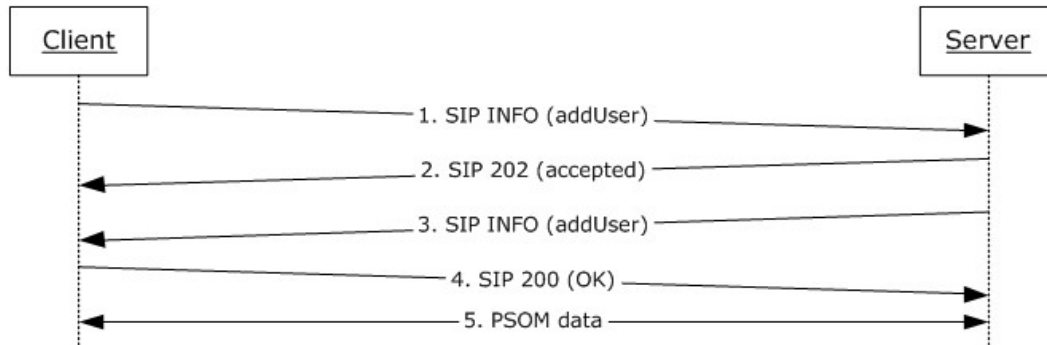 Client
Server
1. SIP INFO (addUser)
2. SIP 202 (accepted)
3. SIP INFO (addUser)
4. SIP 200 (OK)
5. PSOM data